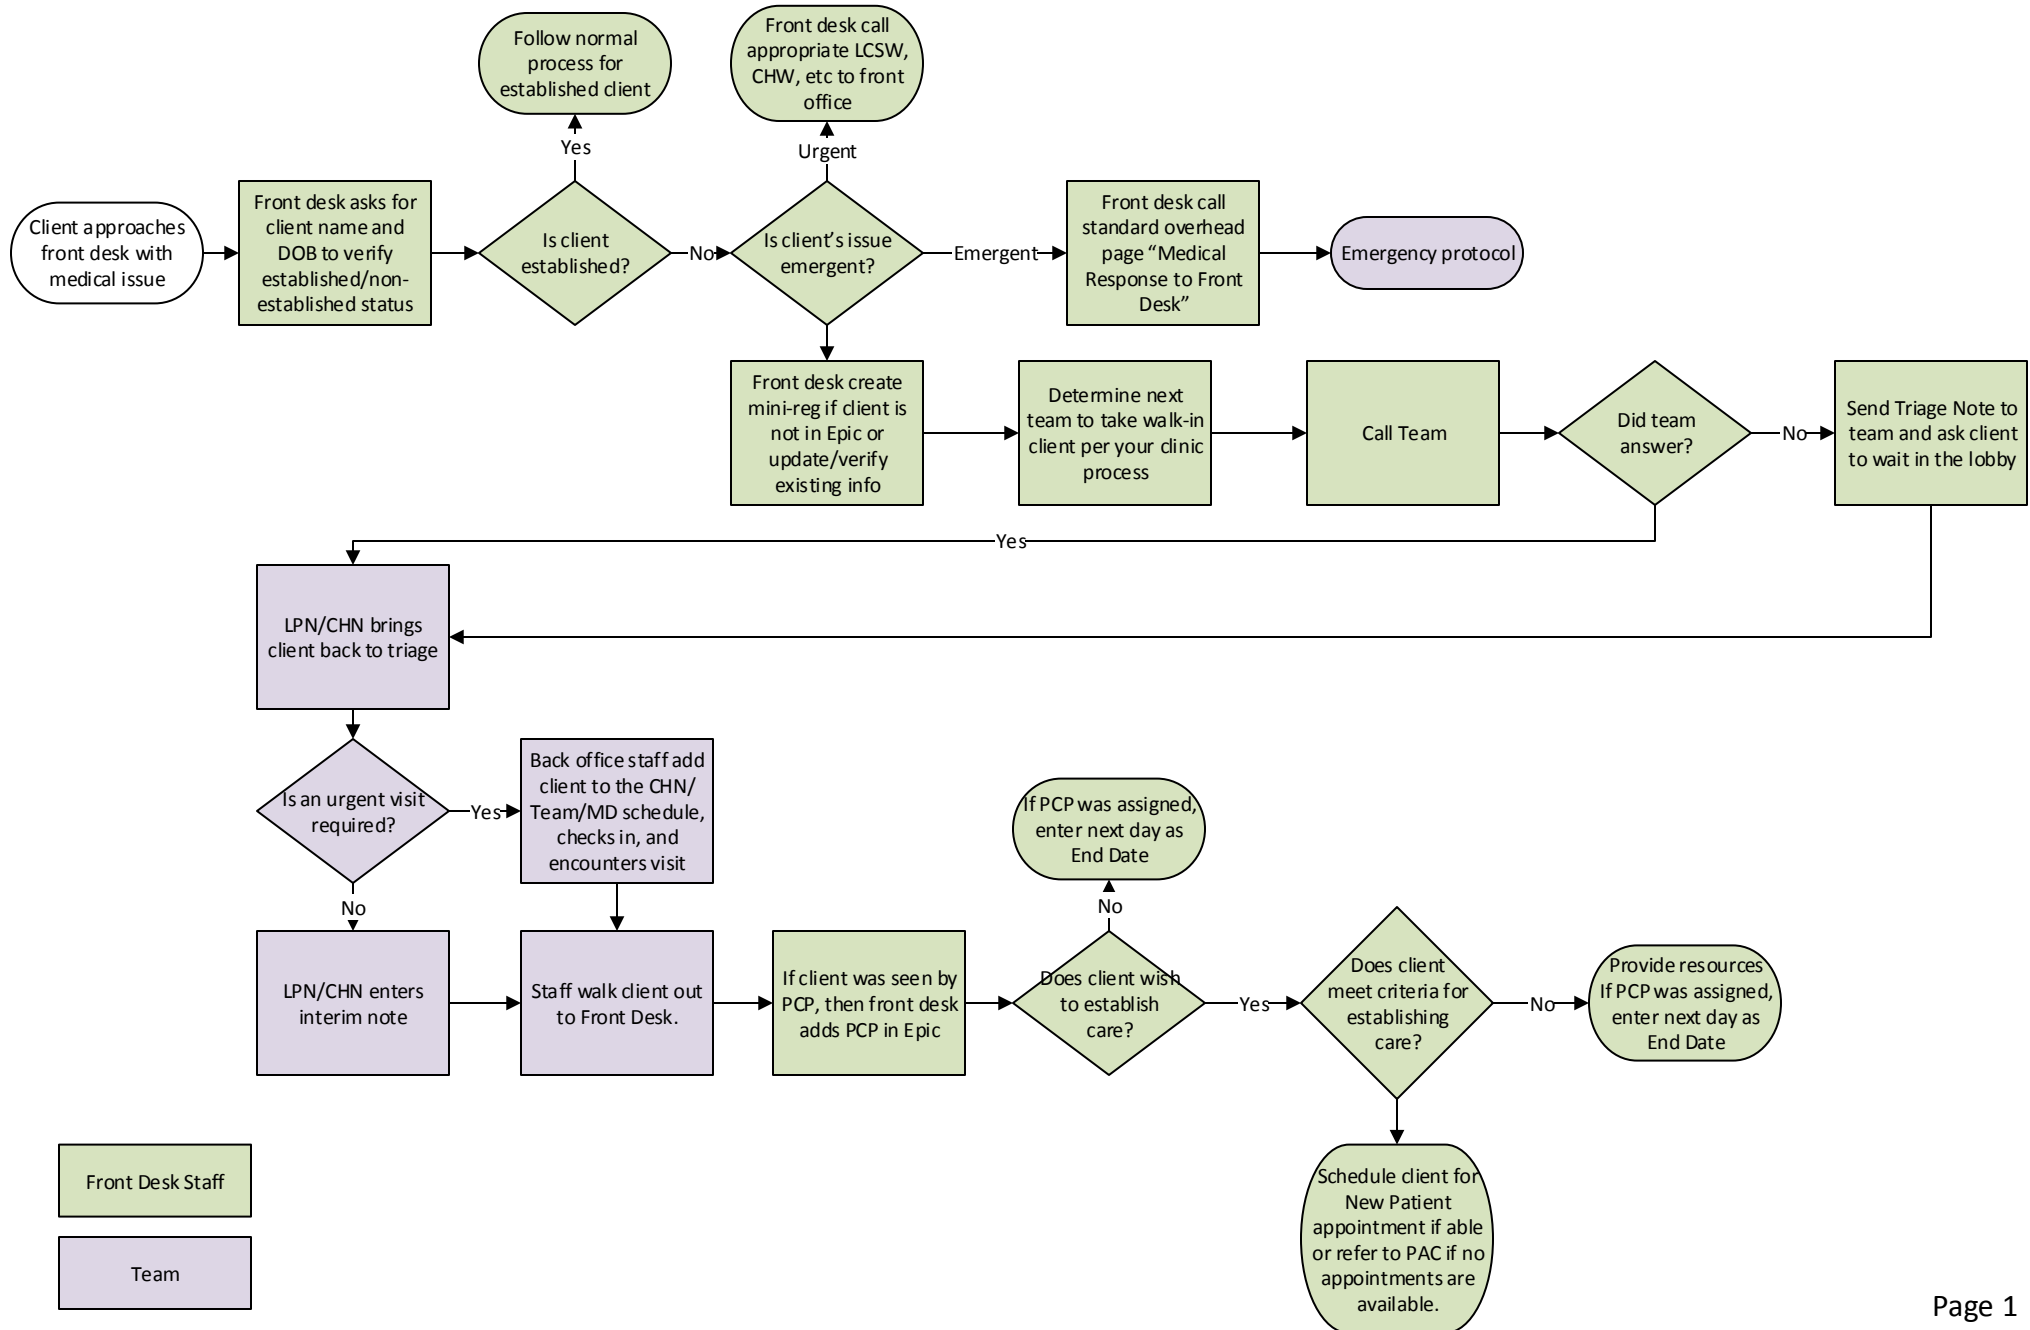 Follow normal
process for
established client
Front desk call
appropriate LCSW,
CHW, etc to front
office
Yes
Urgent
Client approaches
front desk with
medical issue
Front desk asks for
client name and
DOB to verify
established/non-
established status
Is client
established?
No
Is client’s issue
emergent?
Emergent
Front desk call
standard overhead
page “Medical
Response to Front
Desk”
Emergency protocol
Front desk create
mini-reg if client is
not in Epic or
update/verify
existing info
Determine next
team to take walk-in
client per your clinic
process
Call Team
Did team
answer?
No
Send Triage Note to
team and ask client
to wait in the lobby
Yes
LPN/CHN brings
client back to triage
Is an urgent visit
required?
Yes
Back office staff add
client to the CHN/
Team/MD schedule,
checks in, and
encounters visit
No
LPN/CHN enters
interim note
Staff walk client out
to Front Desk.
If client was seen by
PCP, then front desk
adds PCP in Epic
If PCP was assigned,
enter next day as
End Date
No
Does client wish
to establish
care?
Yes
Does client
meet criteria for
establishing
care?
No
Provide resources
If PCP was assigned,
enter next day as
End Date
Schedule client for
New Patient
appointment if able
or refer to PAC if no
appointments are
available.
Front Desk Staff
Team
Page 1